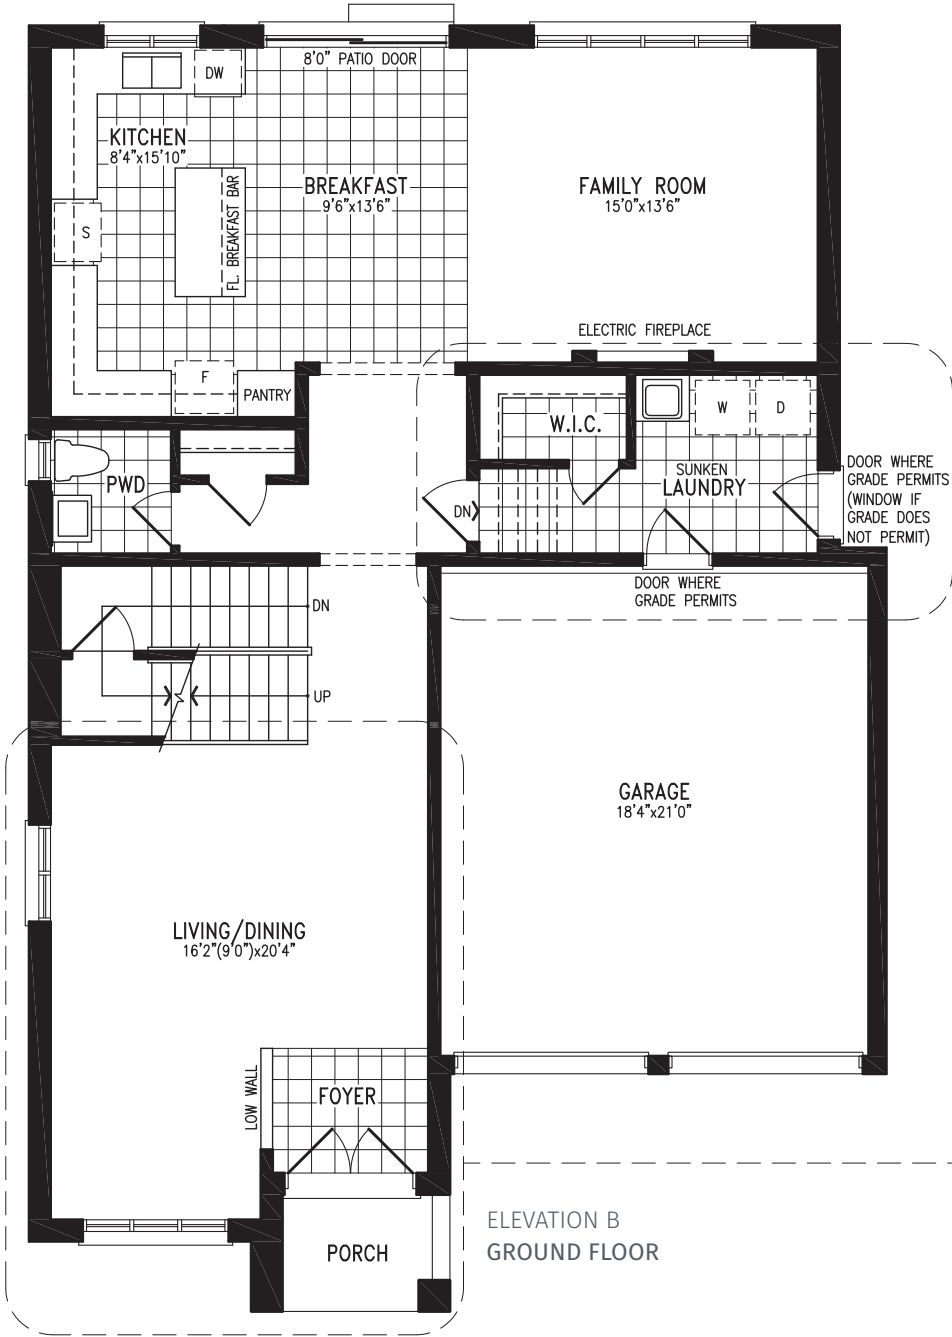 DW
8'0" PATIO DOOR
KITCHEN
8'4"x15'10"
BREAKFAST
9'6"x13'6"
FAMILY ROOM
15'0"x13'6"
S
FL. BREAKFAST BAR
ELECTRIC FIREPLACE
F
PANTRY
W.I.C.
W
D
PWD
SUNKEN
LAUNDRY
DN
DOOR WHERE
GRADE PERMITS
(WINDOW IF
GRADE DOES
NOT PERMIT)
DOOR WHERE
GRADE PERMITS
DN
UP
GARAGE
18'4"x21'0"
LIVING/DINING
16'2"(9'0")x20'4"
LOW WALL
FOYER
PORCH
ELEVATION B
GROUND FLOOR